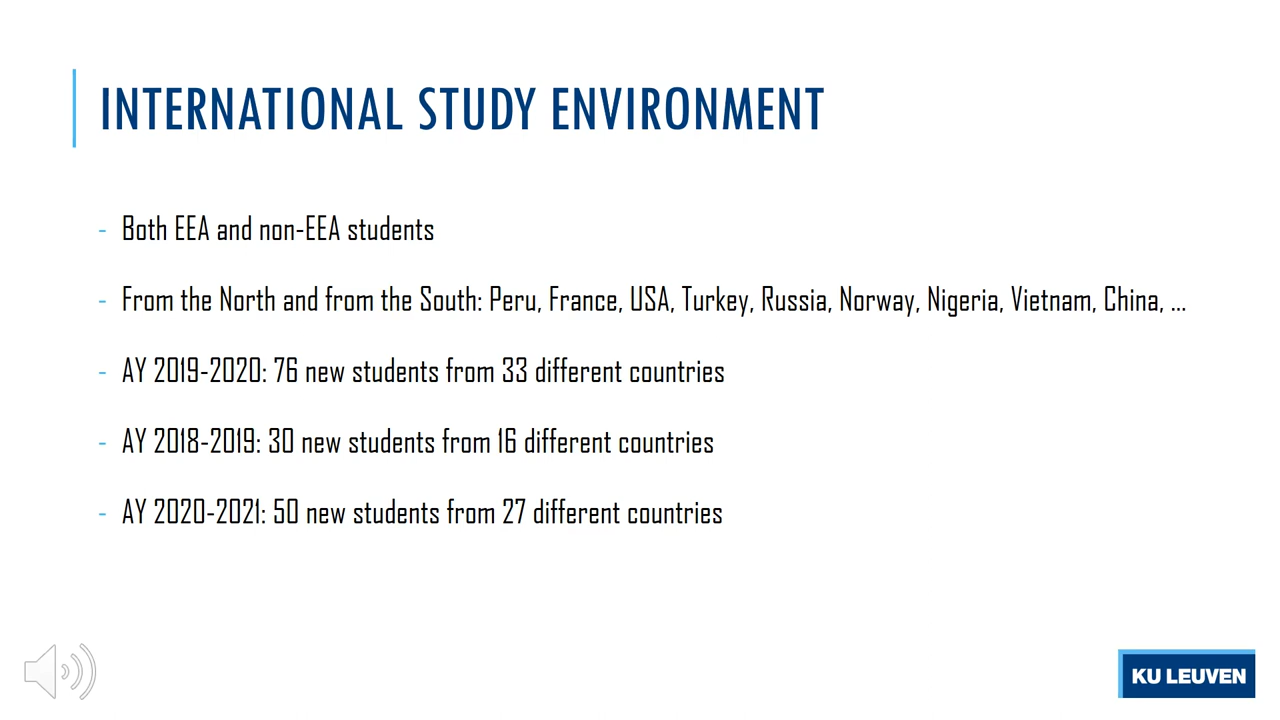 INTERNATIONAL STUDY ENVIRONMENT
- Both EEA and non-EEA students
- From the North and from the South: Peru, France, USA, Turkey, Russia, Norway, Nigeria, Vietnam, China, ...
- AY 2019-2020: 76 new students from 33 different countries
- AY 2018-2019: 30 new students from 16 different countries
- AY 2020-2021: 50 new students from 27 different countries
KU LEUVEN